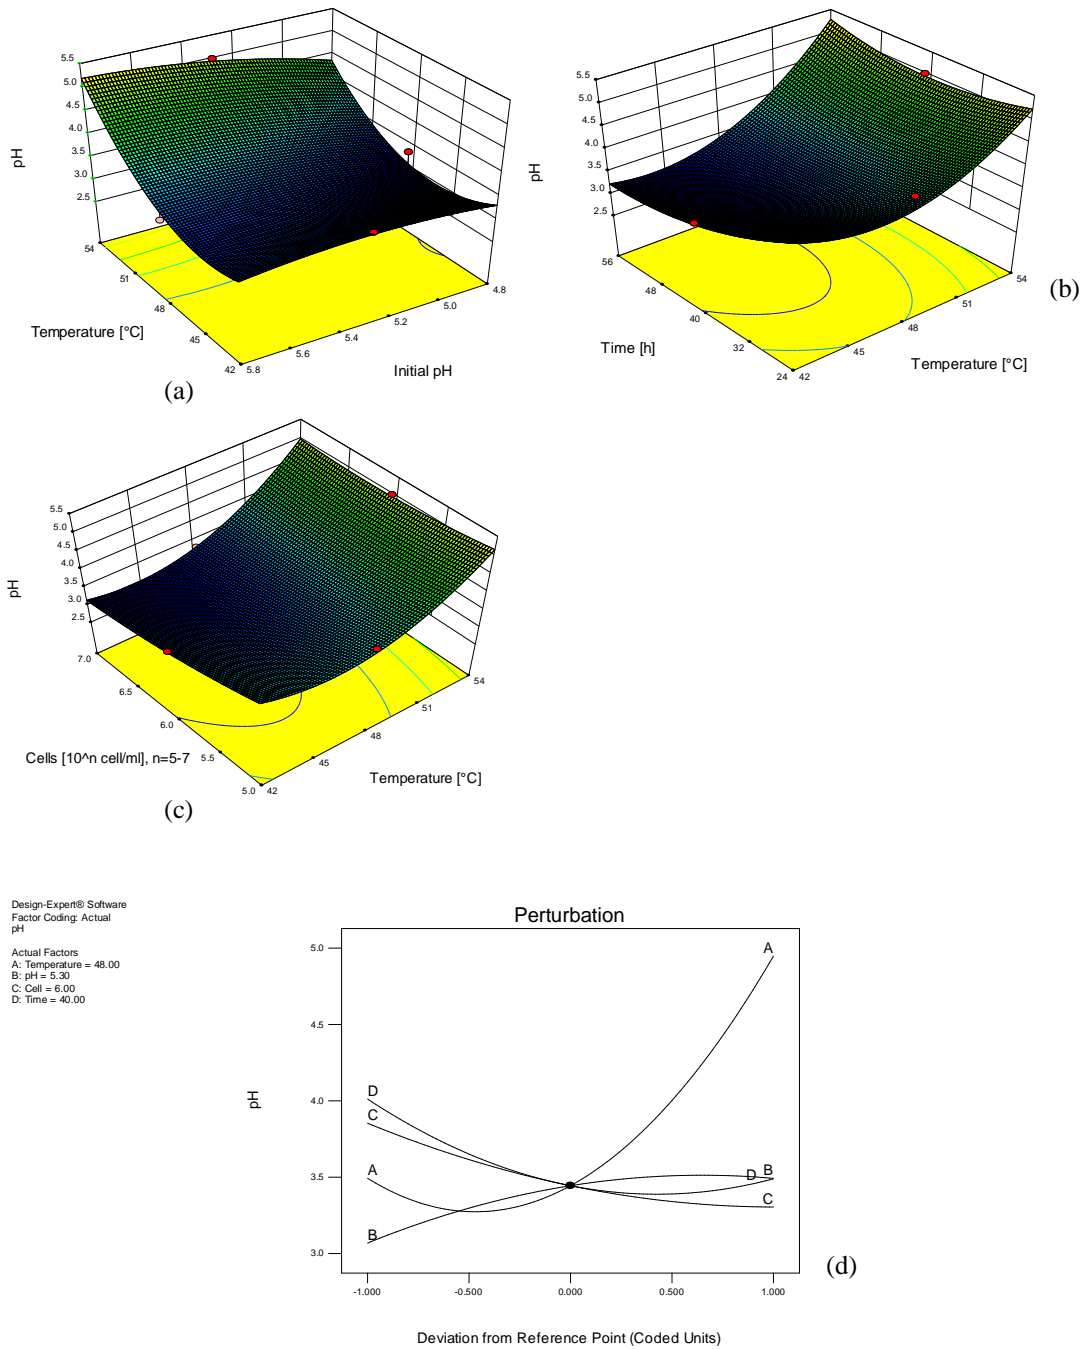 5.5
5.0
4.5
4.0
3.5
3.0
2.5
pH
54
51
48
45
42
Temperature [°C]
5.8
5.6
5.4
5.2
5.0
4.8
Initial pH
(a)
5.5
5.0
4.5
4.0
3.5
3.0
2.5
pH
56
48
40
32
24
Time [h]
42
45
48
51
54
Temperature [°C]
(b)
5.5
5.0
4.5
4.0
3.5
3.0
2.5
pH
7.0
6.5
6.0
5.5
5.0
Cells [10^n cell/ml], n=5-7
42
45
48
51
54
Temperature [°C]
(c)
Design-Expert® Software
Factor Coding: Actual
pH
Actual Factors
A: Temperature = 48.00
B: pH = 5.30
C: Cell = 6.00
D: Time = 40.00
Perturbation
5.0
4.5
4.0
3.5
3.0
pH
A
D
C
A
B
D
B
C
-1.000
-0.500
0.000
0.500
1.000
(d)
Deviation from Reference Point (Coded Units)